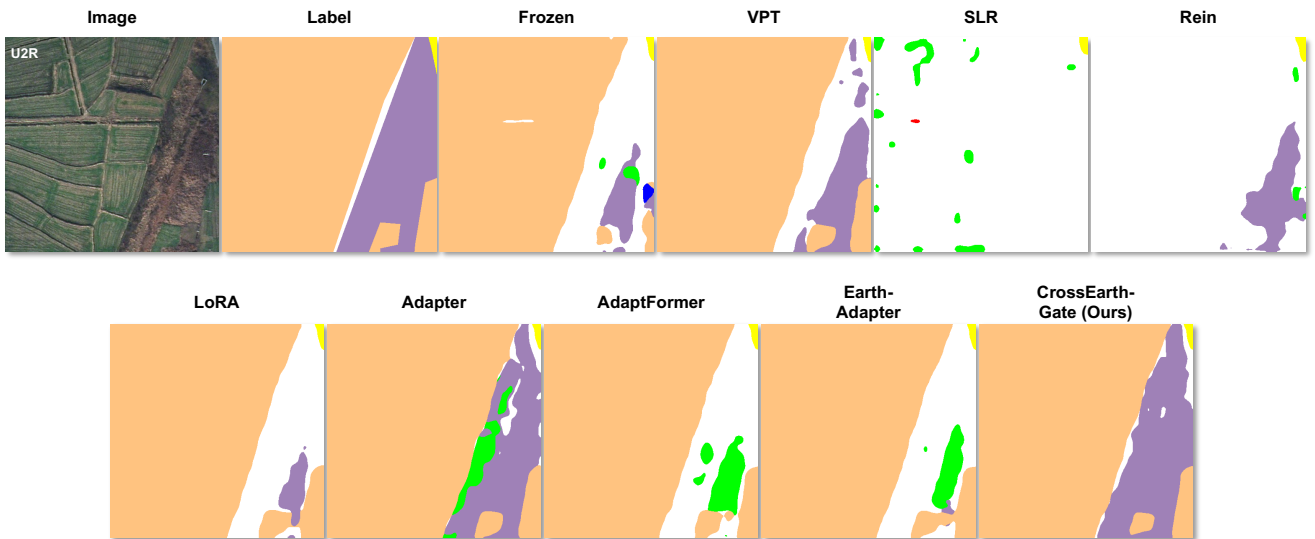 Image
Label
Frozen
VPT
SLR
Rein
U2R
LoRA
Adapter
AdaptFormer
Earth-
Adapter
CrossEarth-
Gate (Ours)